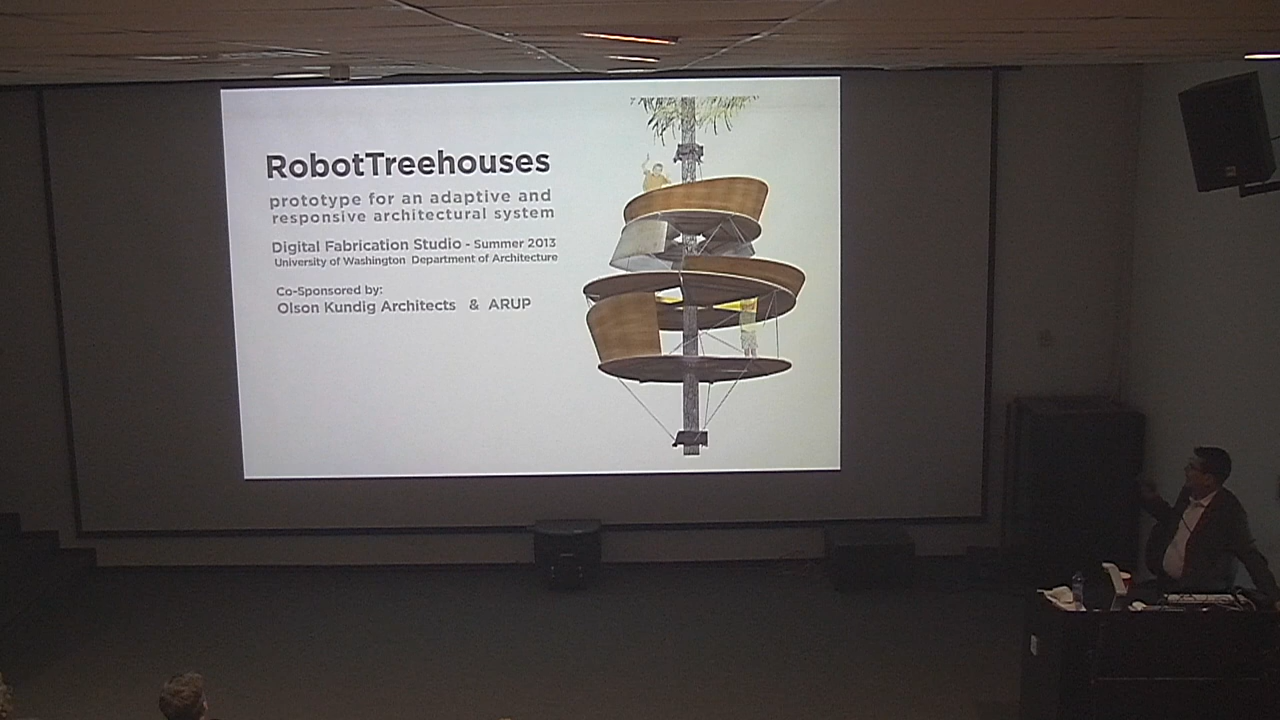 RobotTreehouses
prototype for an adaptive and
responsive architectural system
Digital Fabrication Studio - Summer 2013
University of Washington Department of Architecture
Co-Sponsored by:
Olson Kundig Architects & ARUP